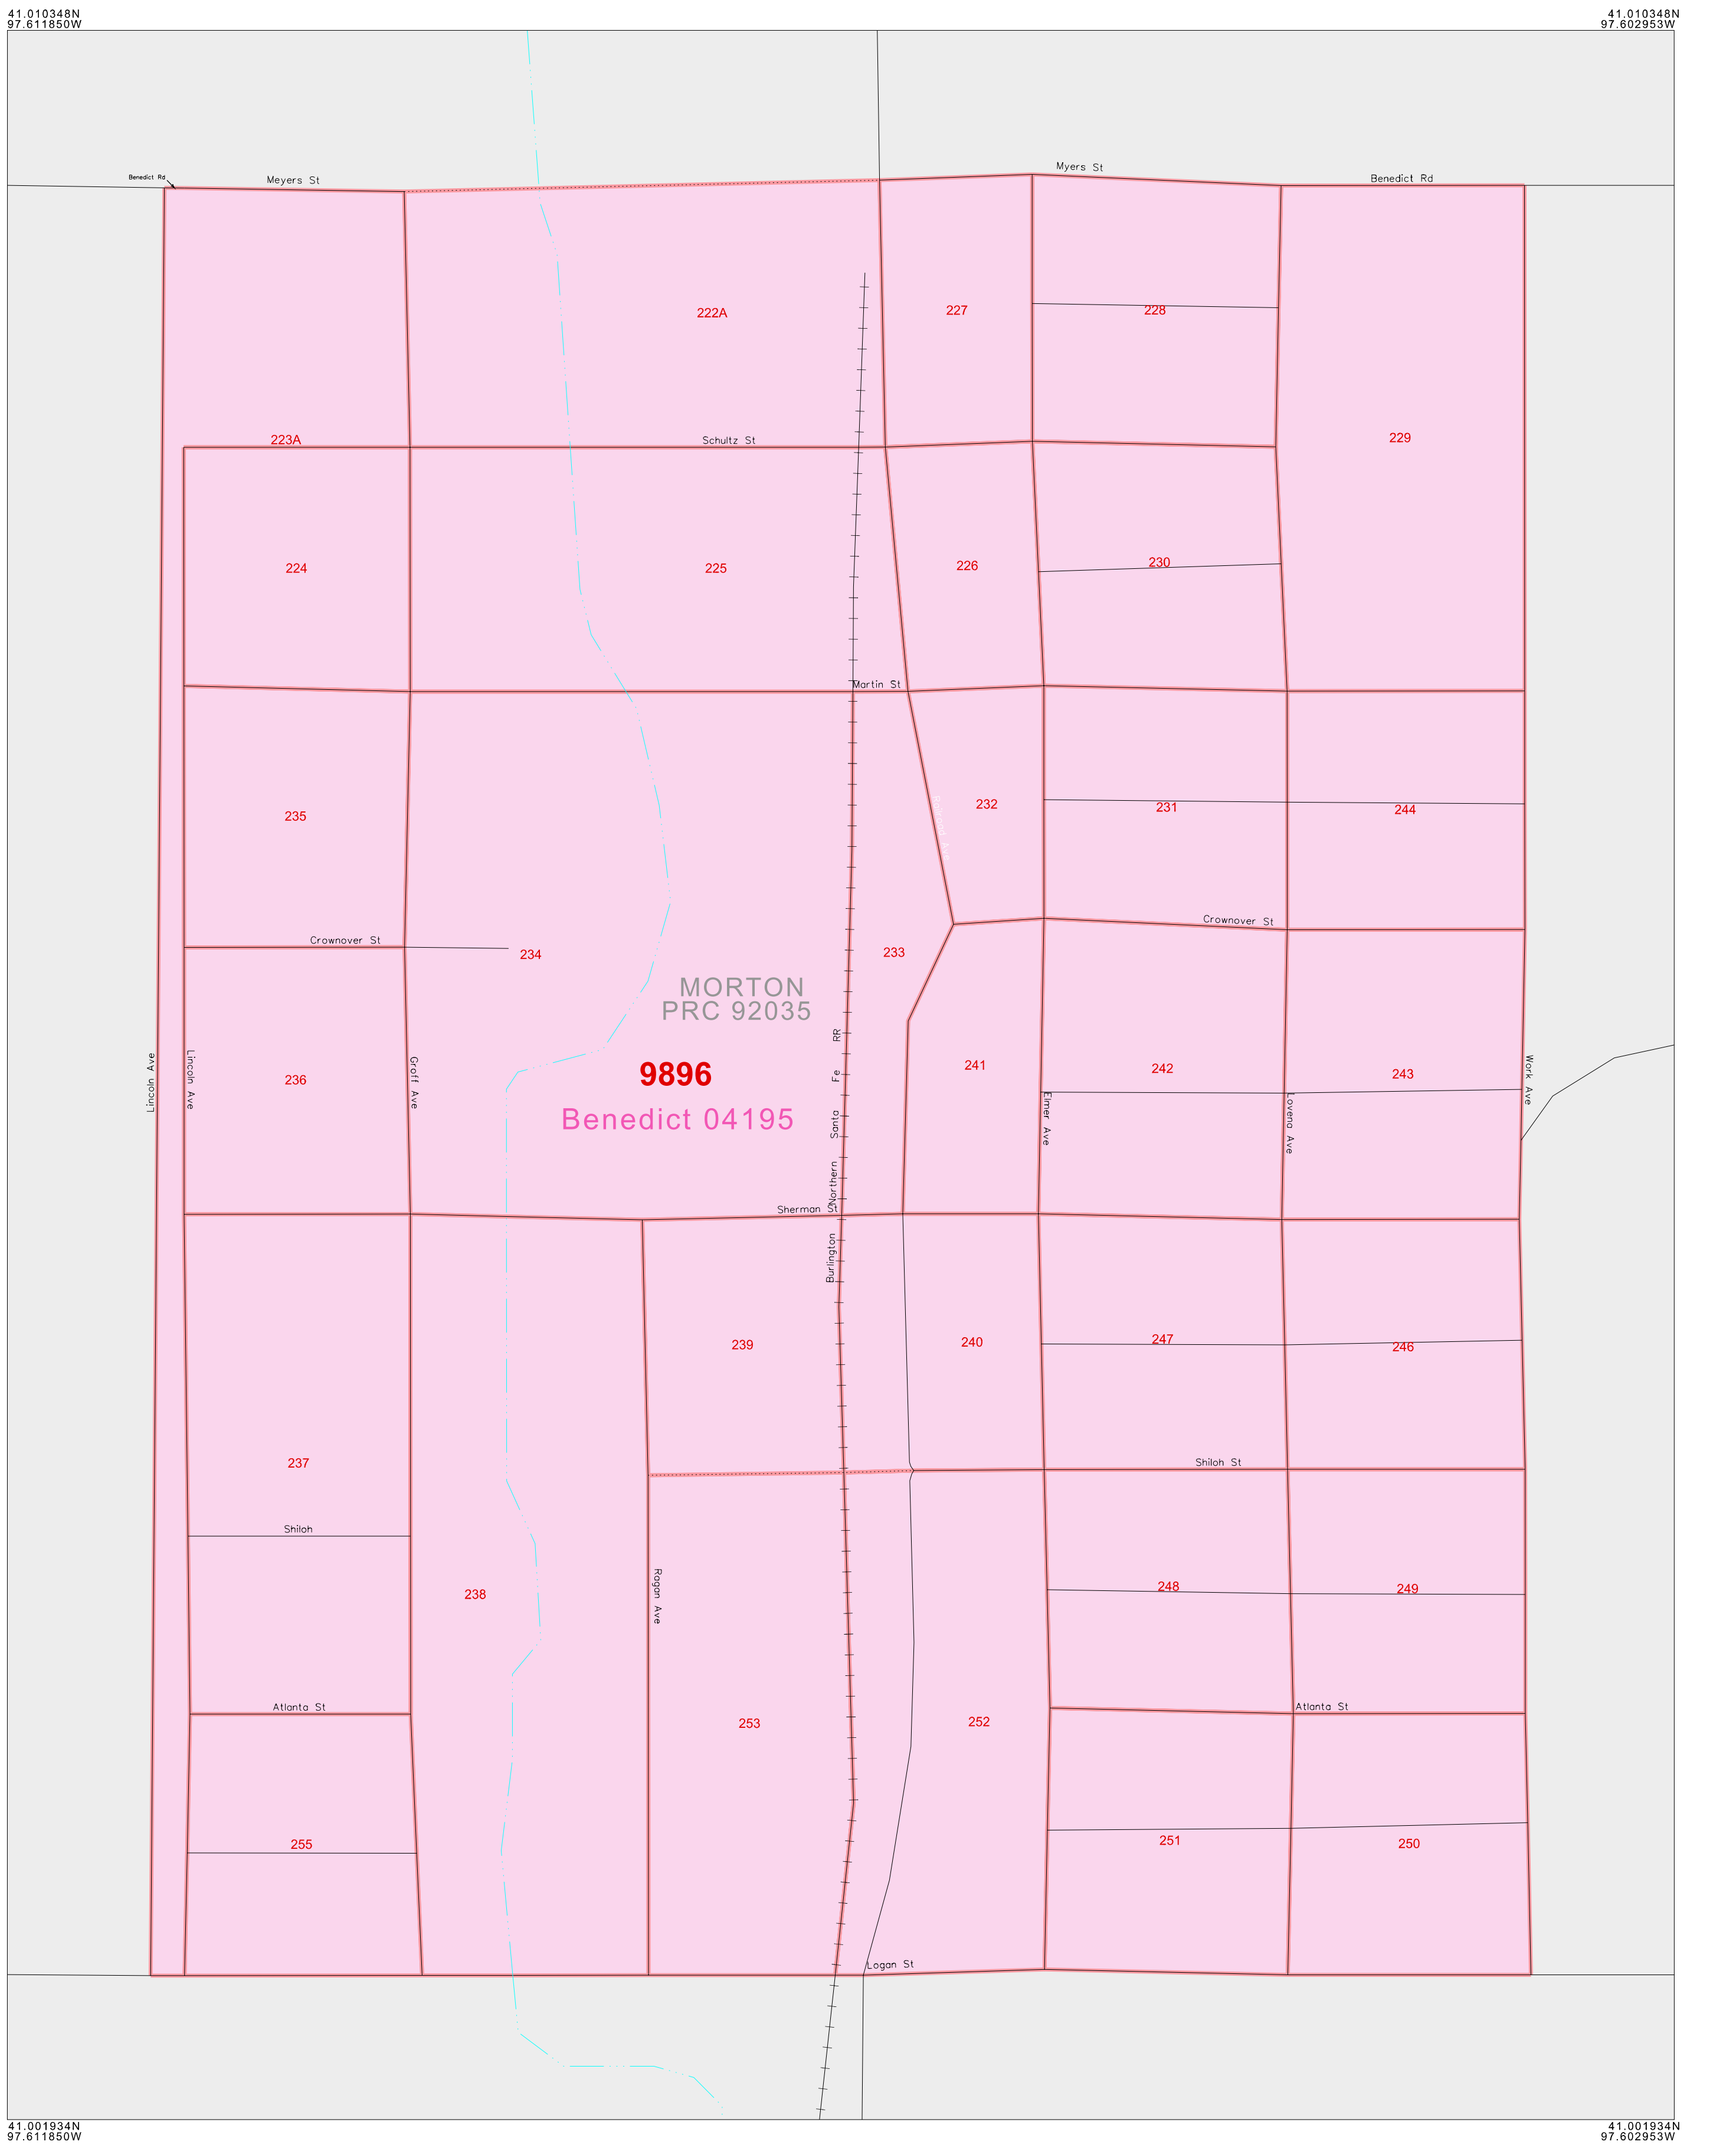 41.010348N
97.611850W
41.010348N
97.602953W
Benedict Rd
Meyers St
Myers St
Benedict Rd
222A
227
228
223A
Schultz St
229
224
225
226
230
Martin St
235
232
231
244
Crownover St
Crownover St
234
233
MORTON
PRC 92035
9896
Benedict 04195
Lincoln Ave
Lincoln Ave
236
Groff Ave
Burlington Northern Santa Fe RR
241
242
243
Elmer Ave
Lovena Ave
Work Ave
Sherman St
239
240
247
246
237
Shiloh St
Shiloh
238
Ragan Ave
248
249
Atlanta St
Atlanta St
253
252
255
251
250
Logan St
41.001934N
97.611850W
41.001934N
97.602953W